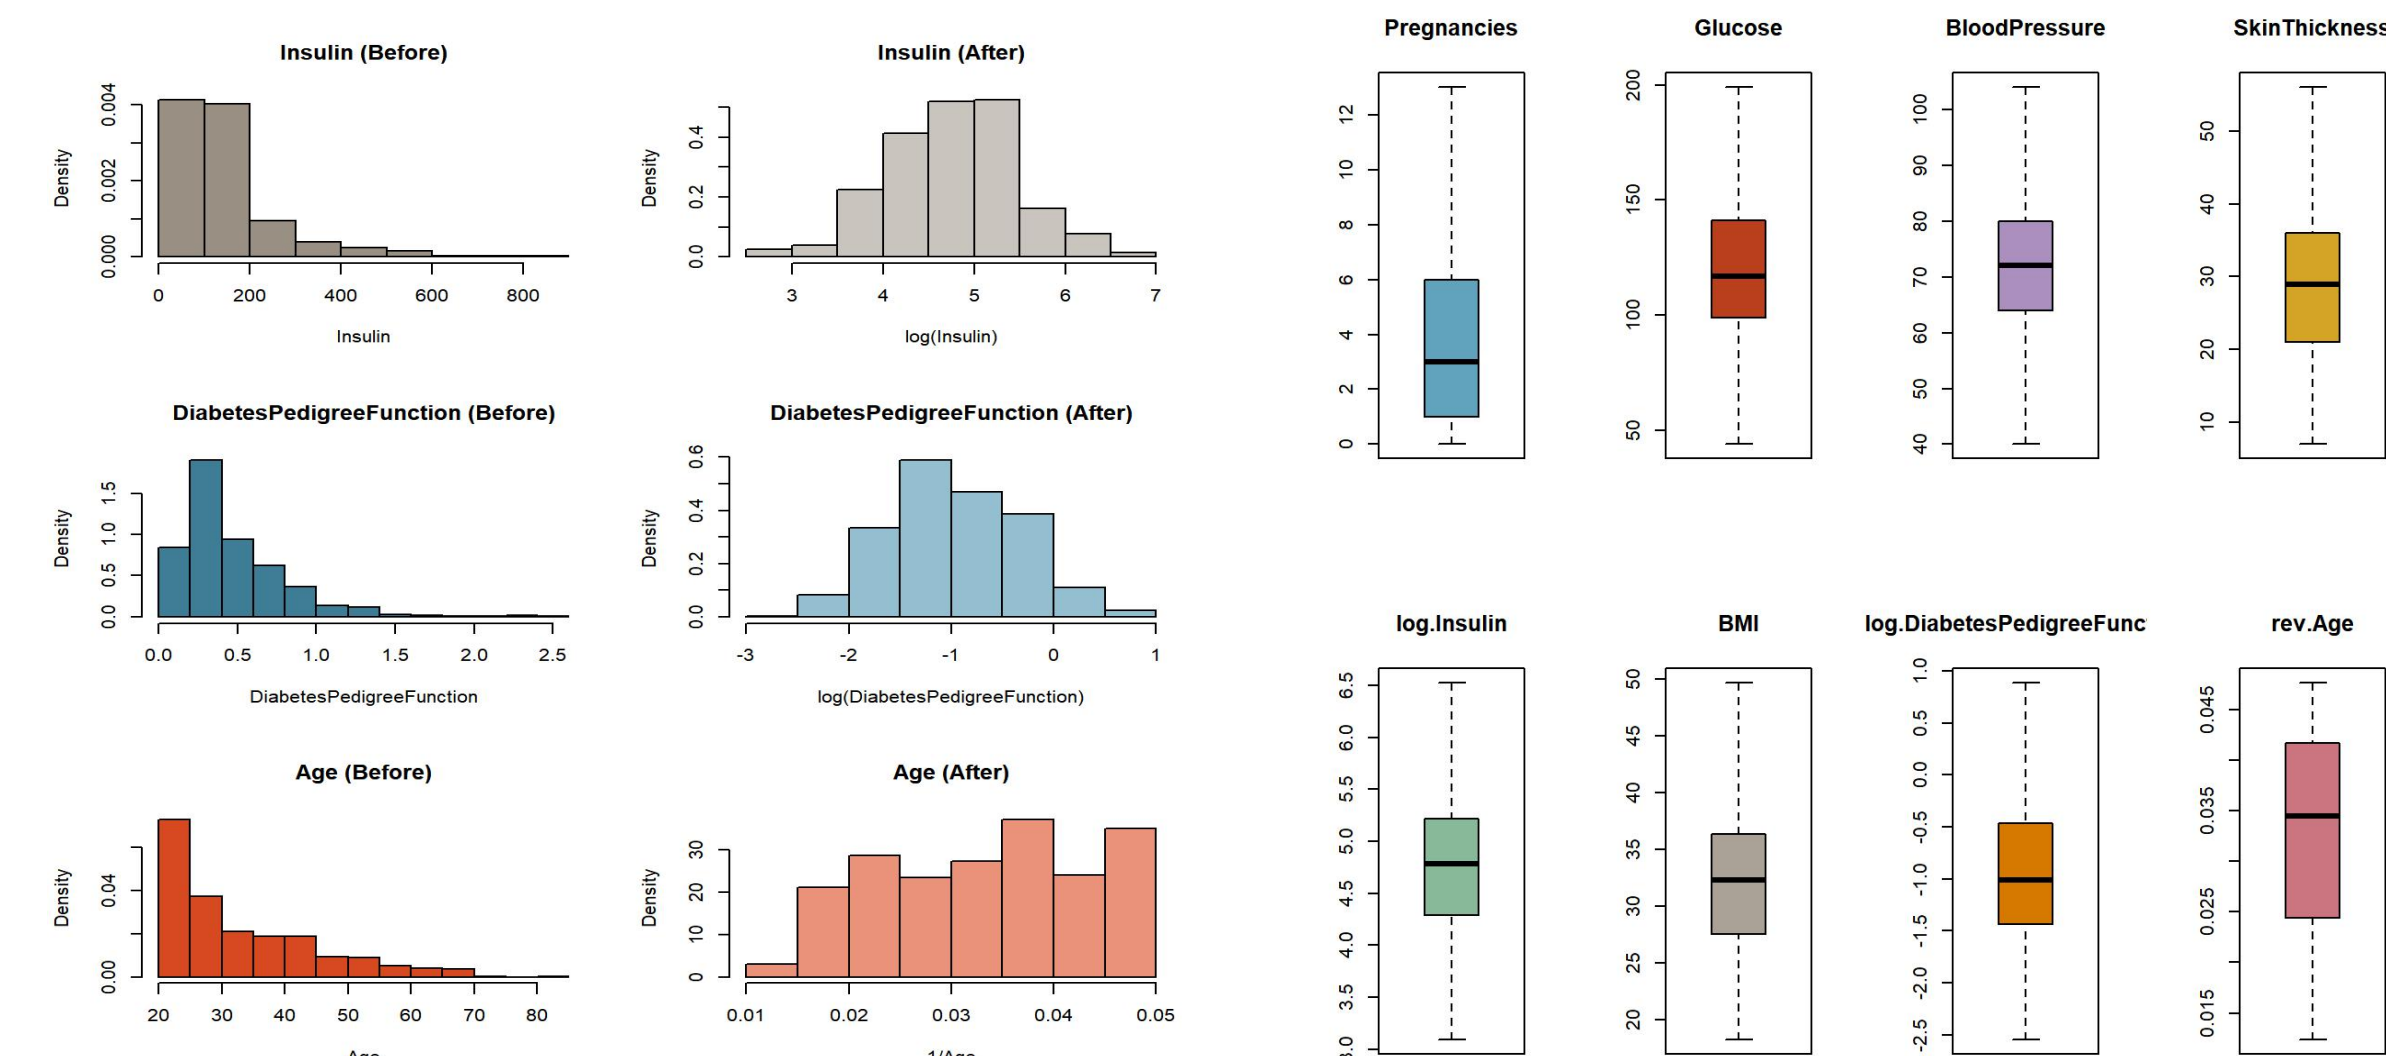 Insulin (Before)
Density
0.000 0.002 0.004
0 200 400 600 800
Insulin
Insulin (After)
Density
0.0 0.2 0.4
3 4 5 6 7
log(Insulin)
DiabetesPedigreeFunction (Before)
Density
0.0 0.5 1.0 1.5
0.0 0.5 1.0 1.5 2.0 2.5
DiabetesPedigreeFunction
DiabetesPedigreeFunction (After)
Density
0.0 0.2 0.4 0.6
-3 -2 -1 0 1
log(DiabetesPedigreeFunction)
Age (Before)
Density
0.00 0.04
20 30 40 50 60 70 80
Age
Age (After)
Density
0 10 20 30
0.01 0.02 0.03 0.04 0.05
1/Age
Pregnancies
0 2 4 6 8 10 12
Glucose
50 100 150 200
BloodPressure
40 50 60 70 80 90 100
SkinThickness
10 20 30 40 50
log.Insulin
3.5 4.0 4.5 5.0 5.5 6.0 6.5
BMI
20 25 30 35 40 45 50
log.DiabetesPedigreeFunc
-2.5 -2.0 -1.5 -1.0 -0.5 0.0 0.5 1.0
rev.Age
0.015 0.025 0.035 0.045